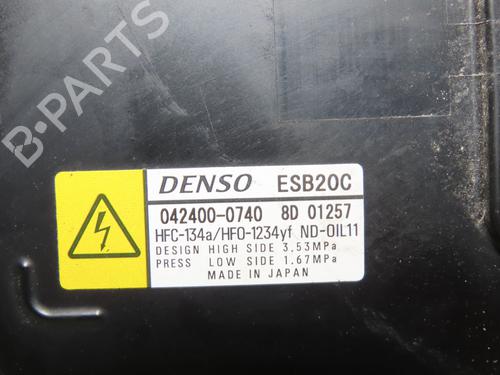 B-PARTS
DENSO ESB20C
042400-0740 8D 01257
HFC-134a/HFO-1234yf ND-OIL11
DESIGN HIGH SIDE 3.53MPa
PRESS LOW SIDE 1.67MPa
MADE IN JAPAN